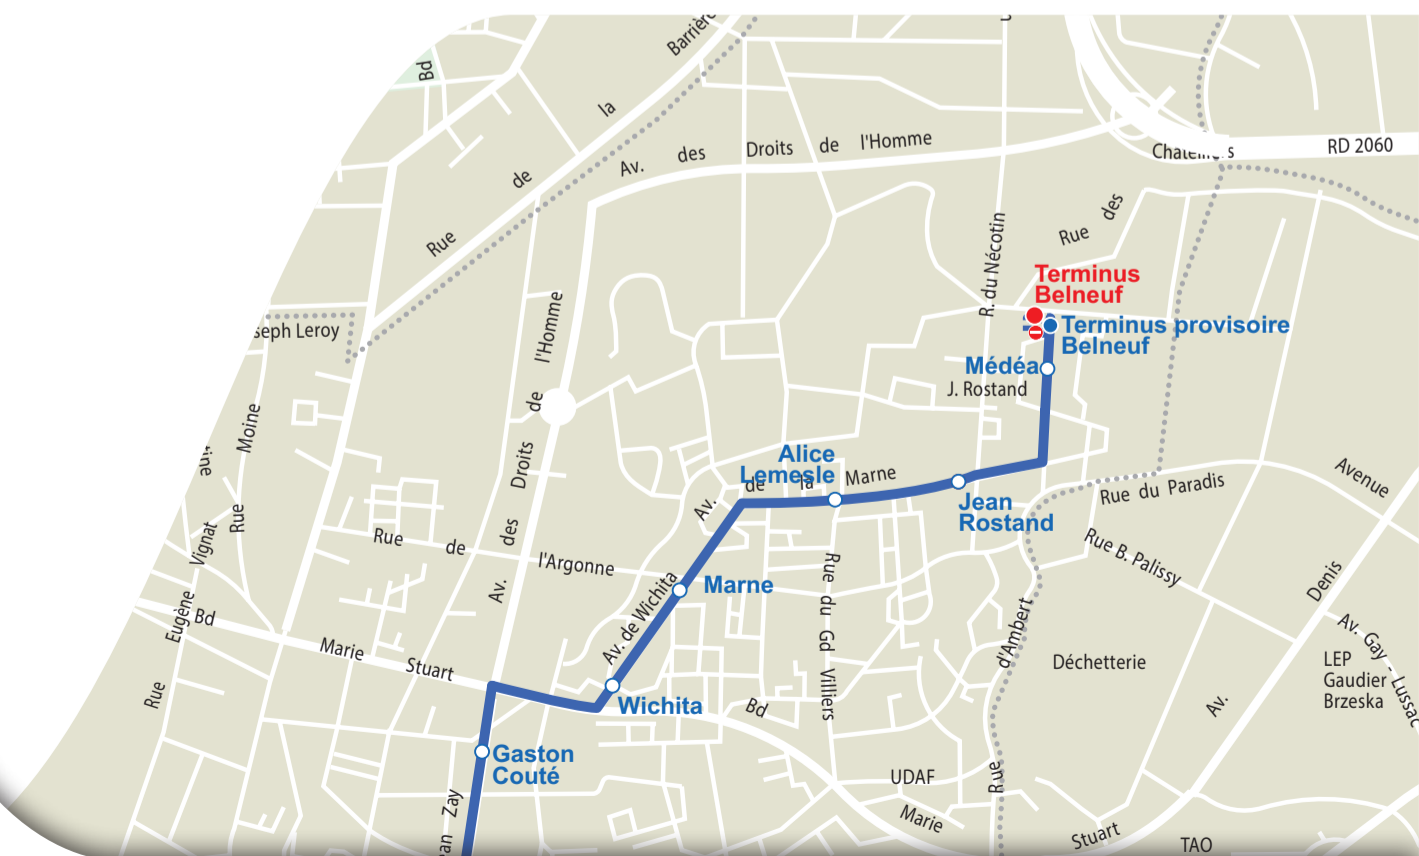 Bd
Barrière
la
de
Rue
Av. des Droits de l'Homme
Chateliers
RD 2060
Rue des
R. du Nécotin
Terminus
Belneuf
Terminus provisoire
Belneuf
Médéa
J. Rostand
seph Leroy
Rue Moine
Av. des Droits de l'Homme
Alice
Lemesle
Av. de la Marne
Jean
Rostand
Rue du Paradis
Avenue
Rue B. Palissy
Rue de l'Argonne
Rue Eugène Vignat
Marne
Av. de Wichita
Rue du Gd Villiers
Bd Marie Stuart
Wichita
Gaston
Couté
Zay
Bd Marie Stuart
Rue d'Ambert
Déchetterie
UDAF
Av. Denis
Av. Gay - Lussac
LEP
Gaudier
Brzeska
TAO